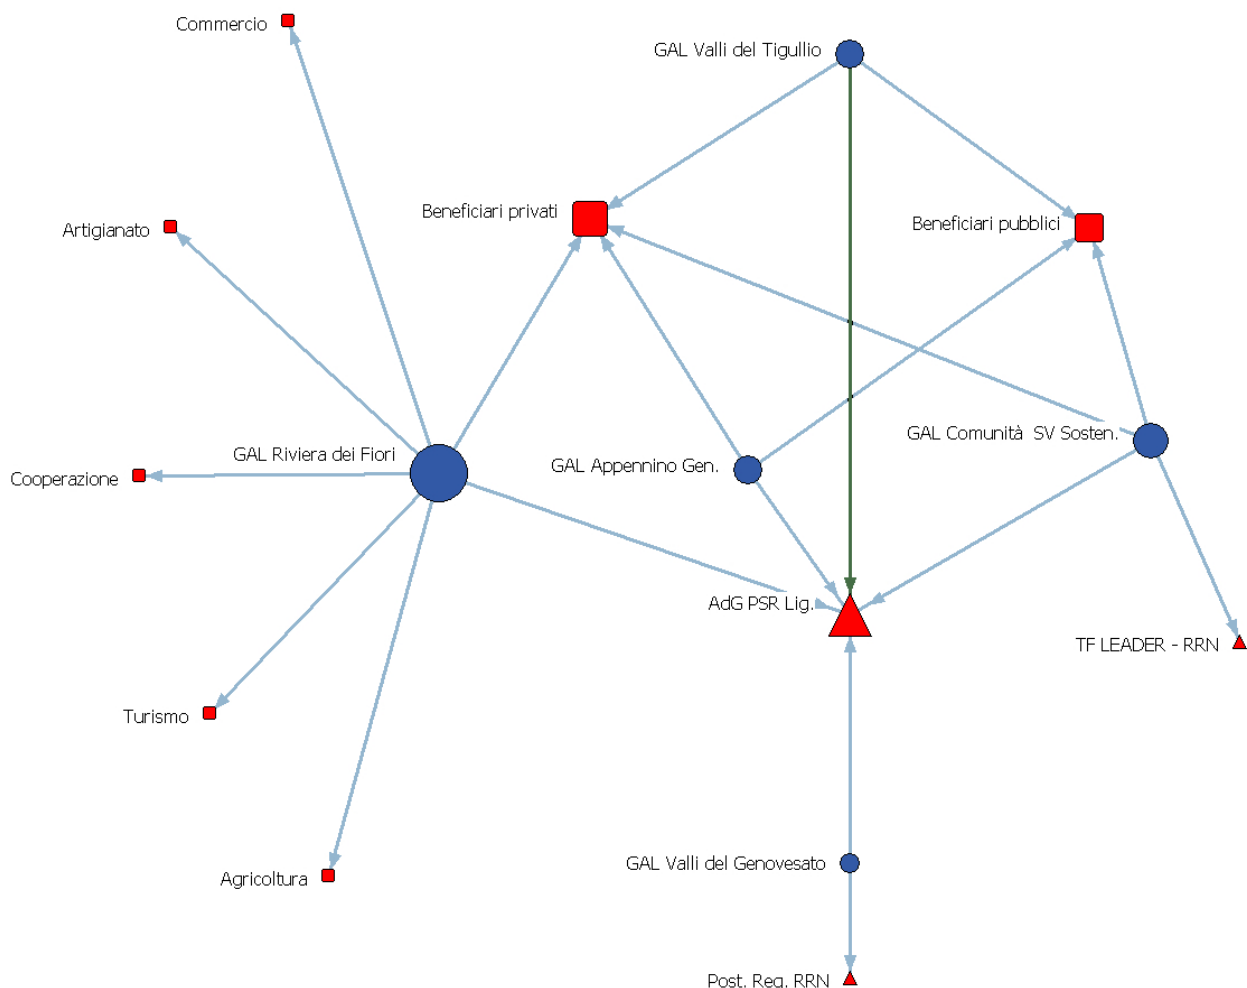 Commercio
GAL Valli del Tigullio
Beneficiari privati
Beneficiari pubblici
Artigianato
GAL Comunità SV Sosten.
GAL Riviera dei Fiori
GAL Appennino Gen.
Cooperazione
AdG PSR Lig.
TF LEADER - RRN
Turismo
GAL Valli del Genovesato
Agricoltura
Post. Reg. RRN